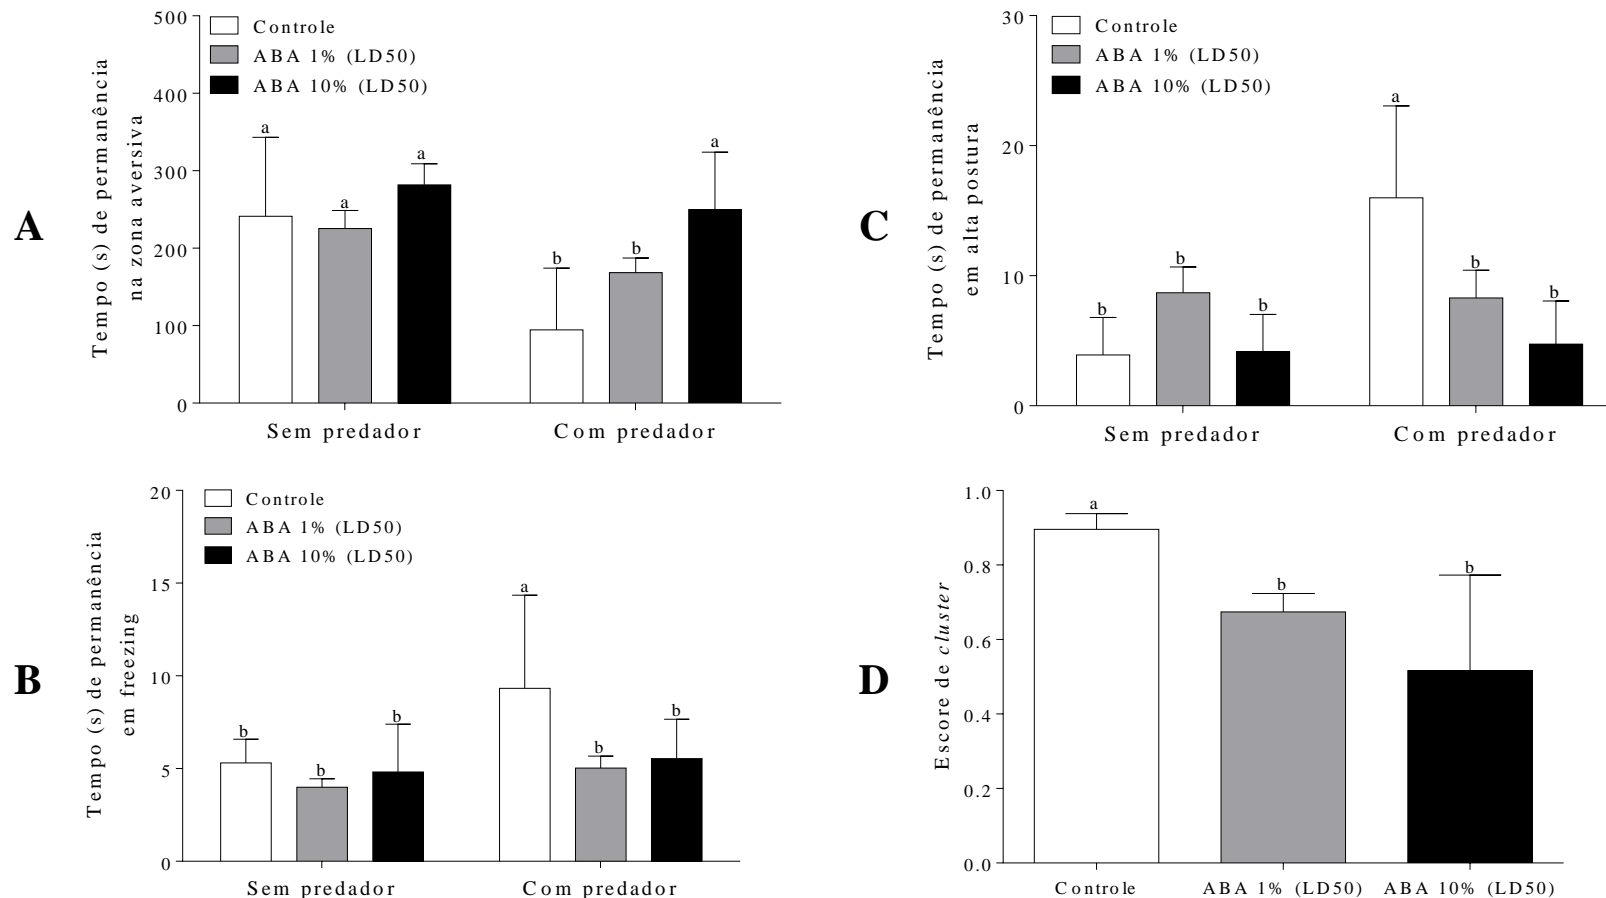 A
Tempo (s) de permanência
na zona aversiva
500
400
300
200
100
0
Controle
ABA 1% (LD50)
ABA 10% (LD50)
a
a
a
b
b
a
Sem predador
Com predador
C
Tempo (s) de permanência
em alta postura
30
20
10
0
Controle
ABA 1% (LD50)
ABA 10% (LD50)
b
b
b
a
b
b
Sem predador
Com predador
B
Tempo (s) de permanência
em freezing
20
15
10
5
0
Controle
ABA 1% (LD50)
ABA 10% (LD50)
b
b
b
a
b
b
Sem predador
Com predador
D
Escore de cluster
1.0
0.8
0.6
0.4
0.2
0.0
a
b
b
Controle
ABA 1% (LD50)
ABA 10% (LD50)